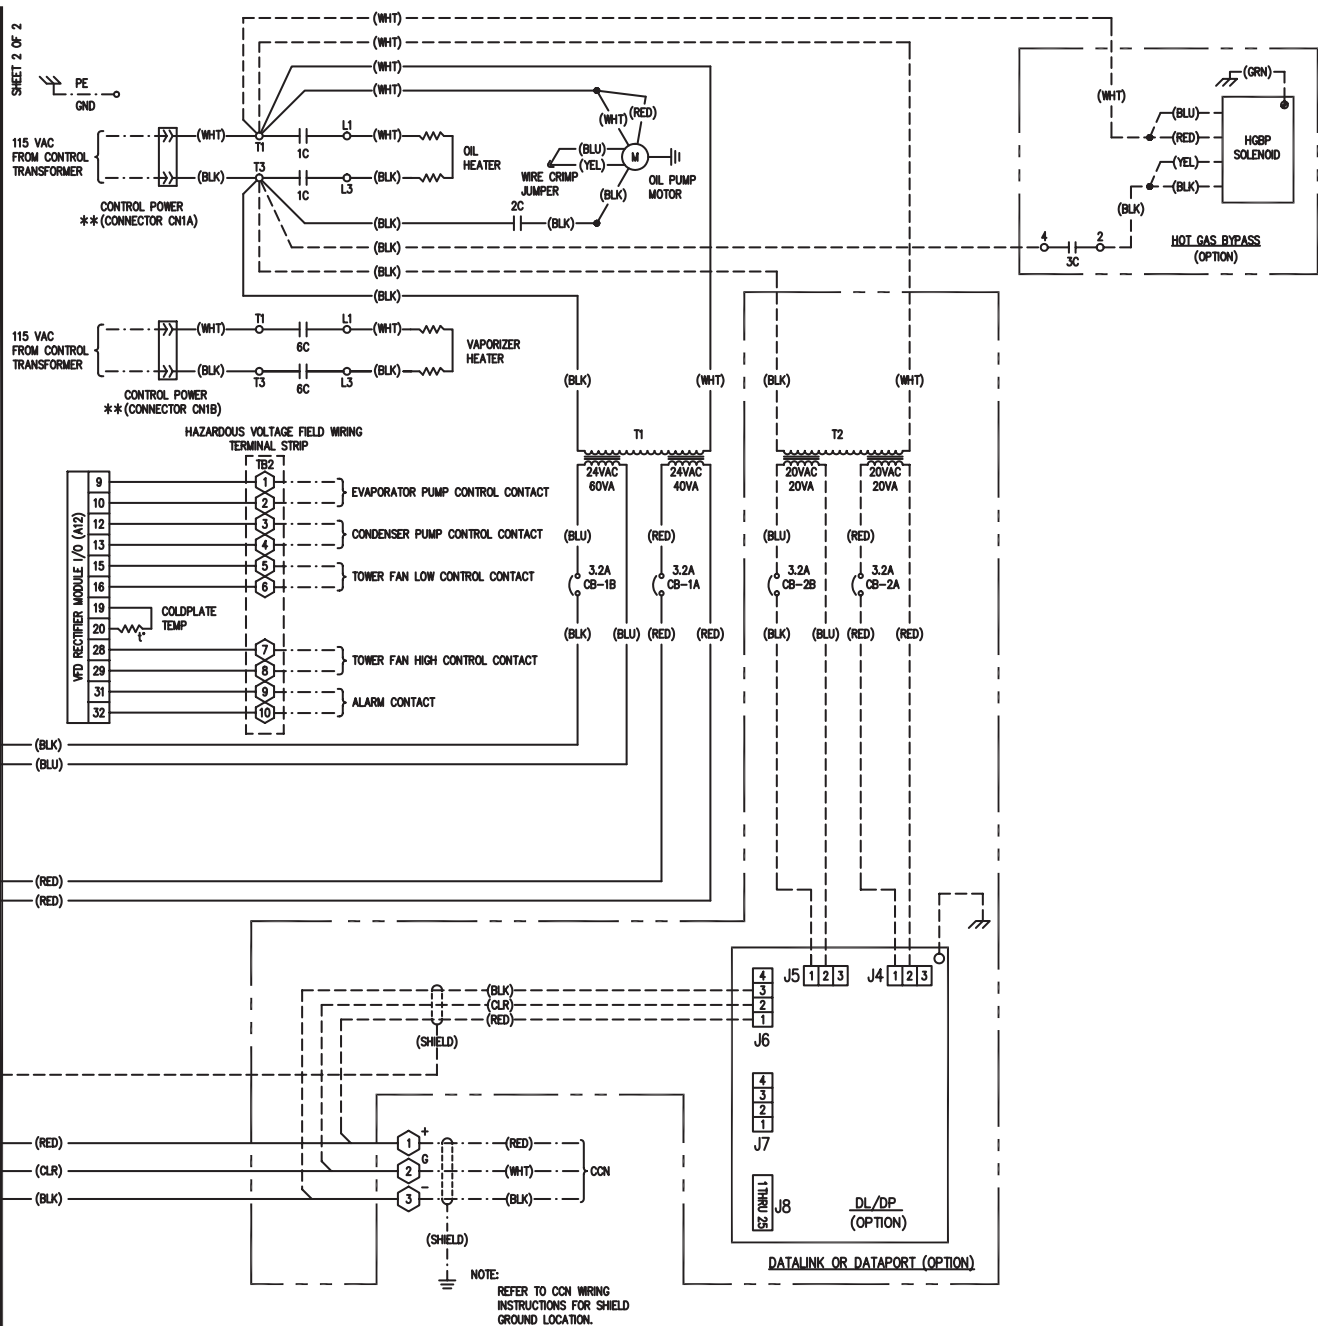 SHEET 2 OF 2
(WHT)
(WHT)
(WHT)
(WHT)
PE
GND
115 VAC
FROM CONTROL
TRANSFORMER
(WHT)
T1
1C
L1
(WHT)
OIL
HEATER
(BLK)
T3
1C
L3
(BLK)
CONTROL POWER
**(CONNECTOR CN1A)
(WHT)
(RED)
(BLU)
(YEL)
M
WIRE CRIMP
JUMPER
OIL PUMP
MOTOR
(BLK)
2C
(BLK)
(BLK)
(BLK)
(BLK)
(BLK)
(GRN)
(WHT)
(BLU)
(RED)
(YEL)
(BLK)
HGBP
SOLENOID
(BLK)
4
3C
2
HOT GAS BYPASS
(OPTION)
115 VAC
FROM CONTROL
TRANSFORMER
(WHT)
T1
6C
L1
(WHT)
VAPORIZER
HEATER
(BLK)
T3
6C
L3
(BLK)
CONTROL POWER
**(CONNECTOR CN1B)
(BLK)
(WHT)
(BLK)
(WHT)
HAZARDOUS VOLTAGE FIELD WIRING
TERMINAL STRIP
TB2
VFD RECTIFIER MODULE I/O (A12)
9
1
10
2
EVAPORATOR PUMP CONTROL CONTACT
12
3
13
4
CONDENSER PUMP CONTROL CONTACT
15
5
16
6
TOWER FAN LOW CONTROL CONTACT
19
20
t°
COLDPLATE
TEMP
28
7
29
8
TOWER FAN HIGH CONTROL CONTACT
31
9
32
10
ALARM CONTACT
T1
T2
24VAC
60VA
24VAC
40VA
20VAC
20VA
20VAC
20VA
(BLU)
(RED)
(BLU)
(RED)
3.2A
CB-1B
3.2A
CB-1A
3.2A
CB-2B
3.2A
CB-2A
(BLK)
(BLU)
(RED)
(RED)
(BLK)
(BLU)
(RED)
(RED)
(BLK)
(BLU)
(RED)
(RED)
J5
1 2 3
J4
1 2 3
4
3
2
1
J6
(BLK)
(CLR)
(RED)
(SHIELD)
4
3
2
1
J7
(RED)
1
+
(RED)
(CLR)
2
G
(WHT)
CCN
(BLK)
3
−
(BLK)
(SHIELD)
1 THRU 25
J8
DL/DP
(OPTION)
DATALINK OR DATAPORT (OPTION)
NOTE:
REFER TO CCN WIRING
INSTRUCTIONS FOR SHIELD
GROUND LOCATION.